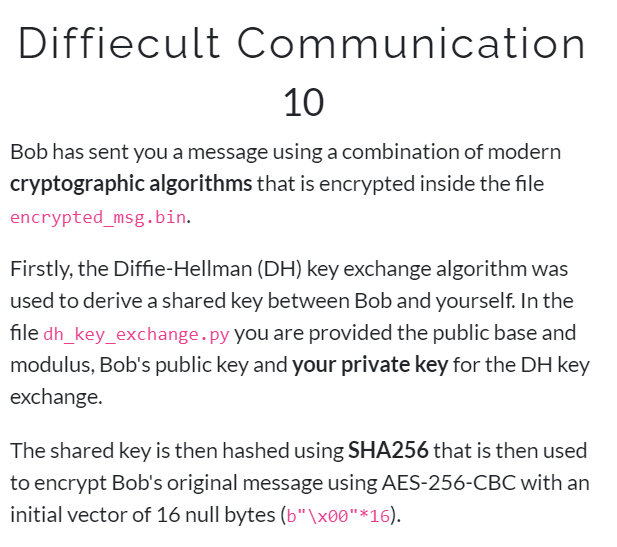 Diffiecult Communication
10
Bob has sent you a message using a combination of modern
cryptographic algorithms that is encrypted inside the file
encrypted_msg.bin.
Firstly, the Diffie-Hellman (DH) key exchange algorithm was
used to derive a shared key between Bob and yourself. In the
file dh_key_exchange.py you are provided the public base and
modulus, Bob's public key and your private key for the DH key
exchange.
The shared key is then hashed using SHA256 that is then used
to encrypt Bob's original message using AES-256-CBC with an
initial vector of 16 null bytes (b"\x00"*16).